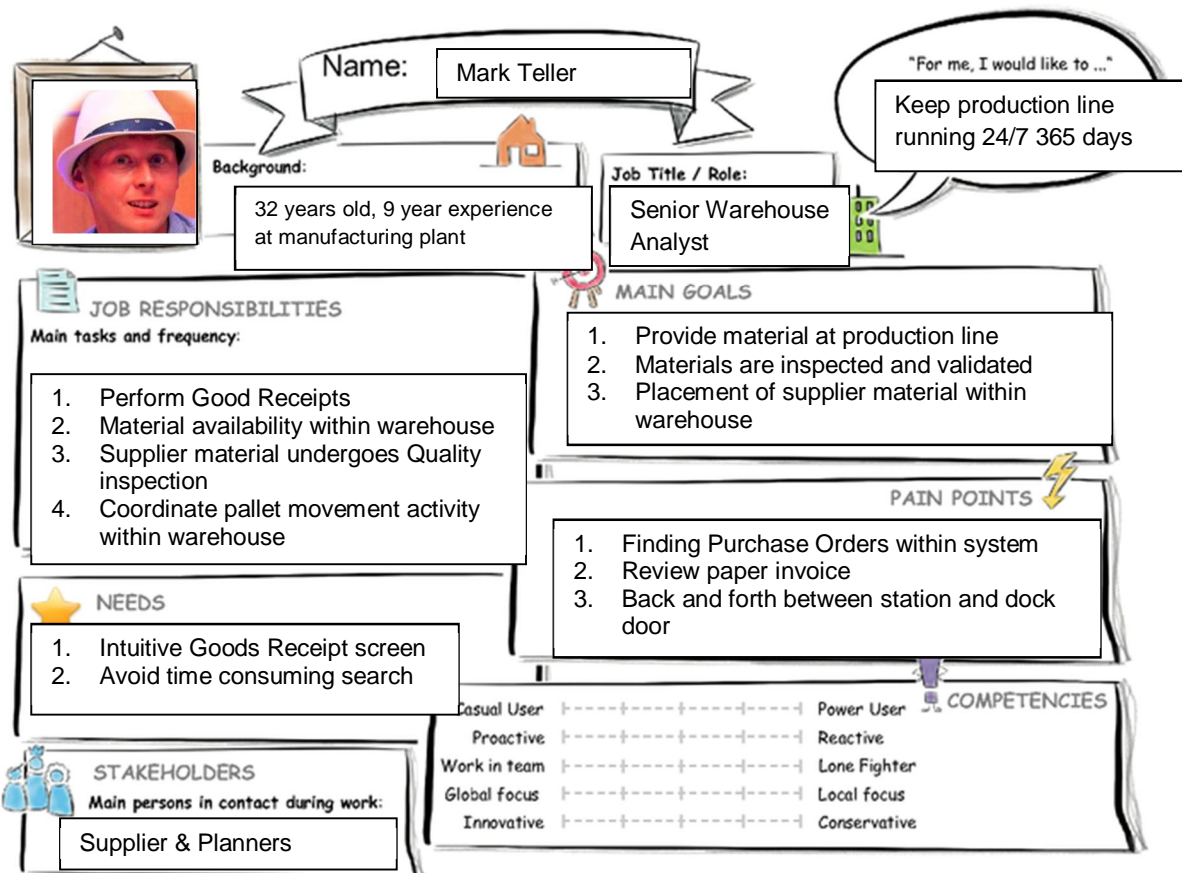 Name:
Mark Teller
"For me, I would like to ..."
Keep production line
running 24/7 365 days
Background:
32 years old, 9 year experience
at manufacturing plant
Job Title / Role:
Senior Warehouse
Analyst
JOB RESPONSIBILITIES
Main tasks and frequency:
1. Perform Good Receipts
2. Material availability within warehouse
3. Supplier material undergoes Quality
inspection
4. Coordinate pallet movement activity
within warehouse
MAIN GOALS
1. Provide material at production line
2. Materials are inspected and validated
3. Placement of supplier material within
warehouse
PAIN POINTS
1. Finding Purchase Orders within system
2. Review paper invoice
3. Back and forth between station and dock
door
NEEDS
1. Intuitive Goods Receipt screen
2. Avoid time consuming search
COMPETENCIES
Casual User Power User
Proactive Reactive
Work in team Lone Fighter
Global focus Local focus
Innovative Conservative
STAKEHOLDERS
Main persons in contact during work:
Supplier & Planners